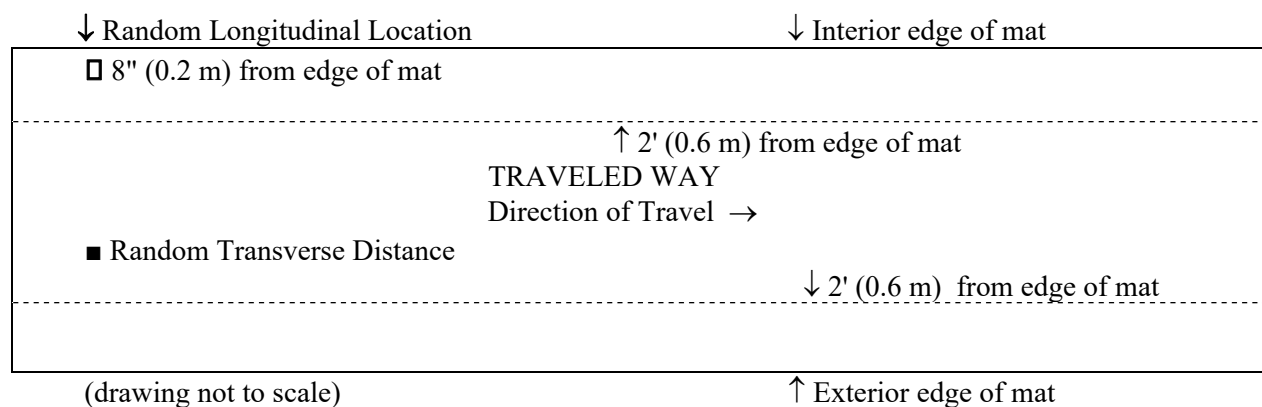 ↓ Random Longitudinal Location ↓ Interior edge of mat
▯ 8" (0.2 m) from edge of mat
↑ 2' (0.6 m) from edge of mat
TRAVELED WAY
Direction of Travel →
■ Random Transverse Distance
↓ 2' (0.6 m) from edge of mat
(drawing not to scale) ↑ Exterior edge of mat